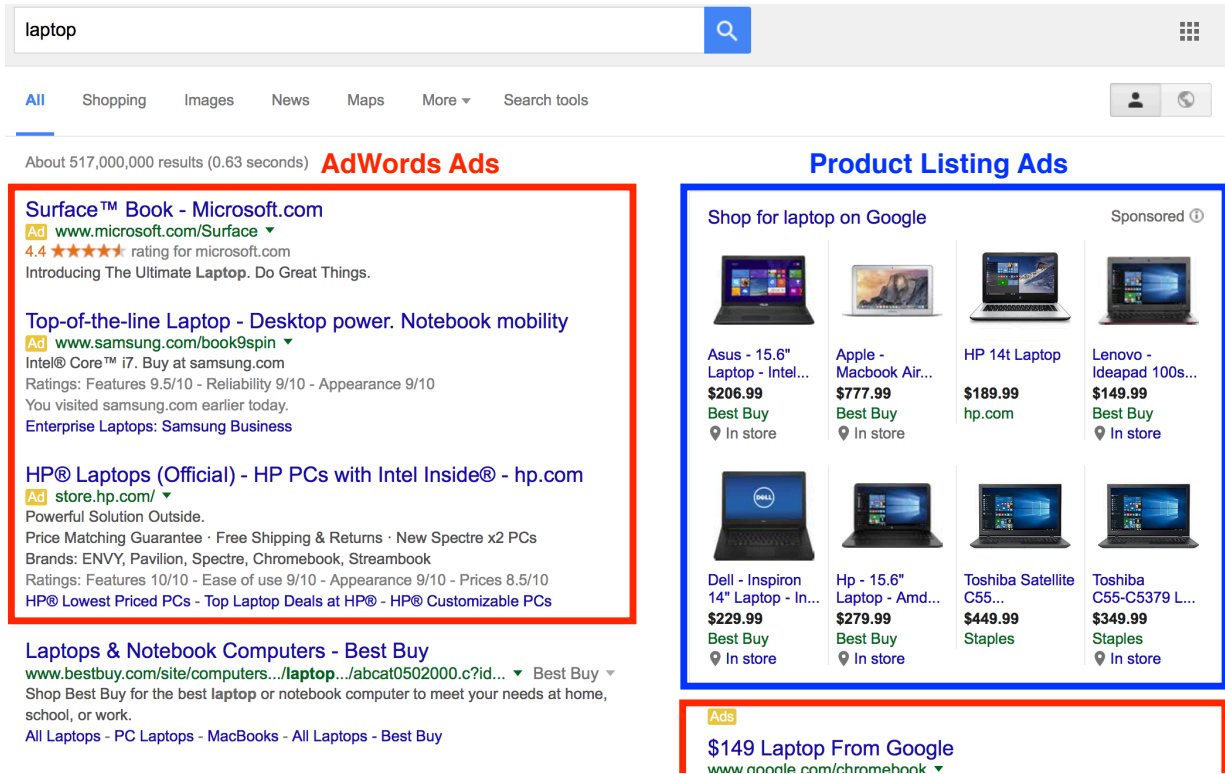 laptop
All Shopping Images News Maps More Search tools
About 517,000,000 results (0.63 seconds)
AdWords Ads
Surface™ Book - Microsoft.com
Ad www.microsoft.com/Surface
4.4 rating for microsoft.com
Introducing The Ultimate Laptop. Do Great Things.
Top-of-the-line Laptop - Desktop power. Notebook mobility
Ad www.samsung.com/book9spin
Intel® Core™ i7. Buy at samsung.com
Ratings: Features 9.5/10 - Reliability 9/10 - Appearance 9/10
You visited samsung.com earlier today.
Enterprise Laptops: Samsung Business
HP® Laptops (Official) - HP PCs with Intel Inside® - hp.com
Ad store.hp.com/
Powerful Solution Outside.
Price Matching Guarantee · Free Shipping & Returns · New Spectre x2 PCs
Brands: ENVY, Pavilion, Spectre, Chromebook, Streambook
Ratings: Features 10/10 - Ease of use 9/10 - Appearance 9/10 - Prices 8.5/10
HP® Lowest Priced PCs - Top Laptop Deals at HP® - HP® Customizable PCs
Laptops & Notebook Computers - Best Buy
www.bestbuy.com/site/computers.../laptop.../abcat0502000.c?id... Best Buy
Shop Best Buy for the best laptop or notebook computer to meet your needs at home,
school, or work.
All Laptops - PC Laptops - MacBooks - All Laptops - Best Buy
Product Listing Ads
Shop for laptop on Google Sponsored
Asus - 15.6"
Laptop - Intel...
$206.99
Best Buy
In store
Apple -
Macbook Air...
$777.99
Best Buy
In store
HP 14t Laptop
$189.99
hp.com
Lenovo -
Ideapad 100s...
$149.99
Best Buy
In store
DELL
Dell - Inspiron
14" Laptop - In...
$229.99
Best Buy
In store
Hp - 15.6"
Laptop - Amd...
$279.99
Best Buy
In store
Toshiba Satellite
C55...
$449.99
Staples
Toshiba
C55-C5379 L...
$349.99
Staples
In store
Ads
$149 Laptop From Google
www.google.com/chromebook